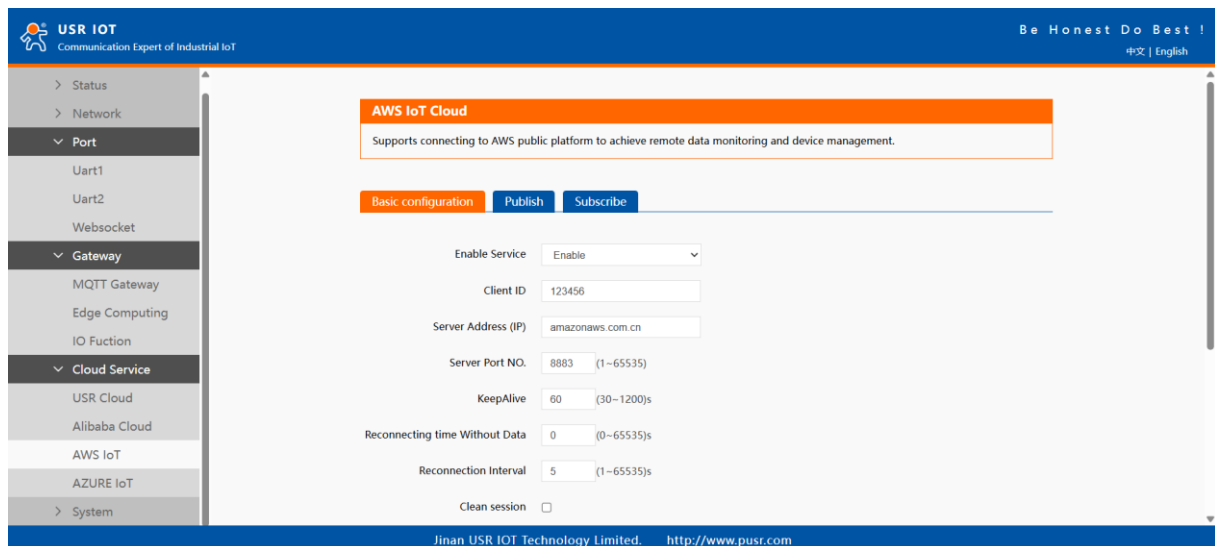 USR IOT
Communication Expert of Industrial IoT
Be Honest Do Best !
中文 | English
Status
Network
Port
Uart1
Uart2
Websocket
Gateway
MQTT Gateway
Edge Computing
IO Fuction
Cloud Service
USR Cloud
Alibaba Cloud
AWS IoT
AZURE IoT
System
AWS IoT Cloud
Supports connecting to AWS public platform to achieve remote data monitoring and device management.
Basic configuration Publish Subscribe
Enable Service Enable
Client ID 123456
Server Address (IP) amazonaws.com.cn
Server Port NO. 8883 (1~65535)
KeepAlive 60 (30~1200)s
Reconnecting time Without Data 0 (0~65535)s
Reconnection Interval 5 (1~65535)s
Clean session
Jinan USR IOT Technology Limited. http://www.pusr.com